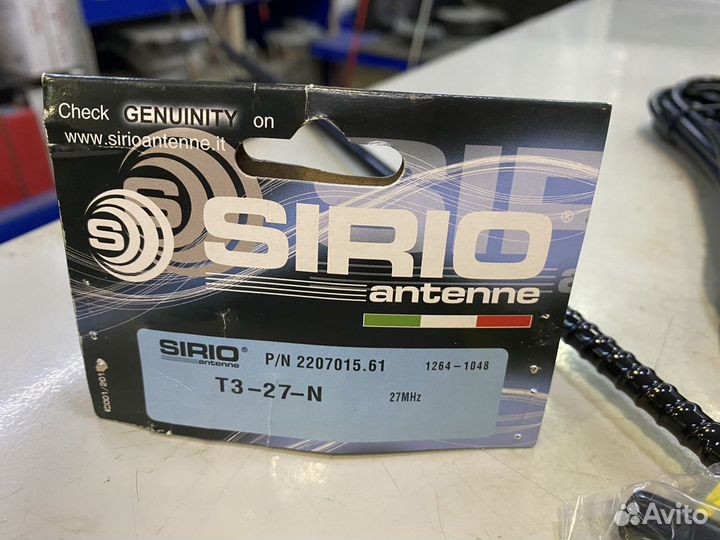 Check GENUINITY on
www.sirioantenne.it
S
SIRIO®
antenne
SIRIO®
antenne
P/N 2207015.61
1264-1048
T3-27-N
27MHz
Avito